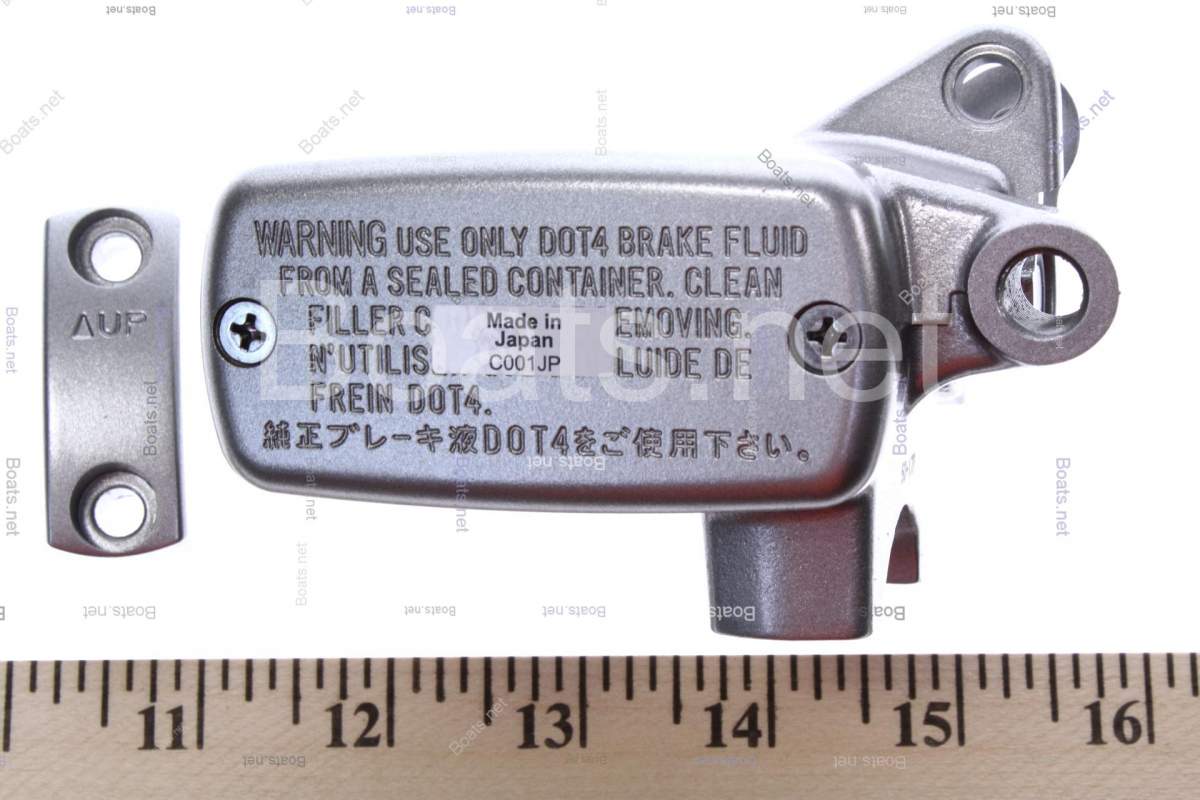 WARNING USE ONLY DOT4 BRAKE FLUID
FROM A SEALED CONTAINER. CLEAN
FILLER C EMOVING.
N'UTILIS LUIDE DE
FREIN DOT4.
純正ブレーキ液DOT4をご使用下さい。
Made in
Japan
C001JP
△UP
Boats.net
11 12 13 14 15 16